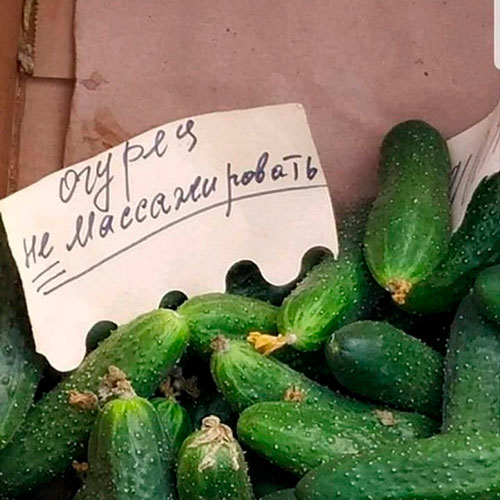 огурец
не массажировать